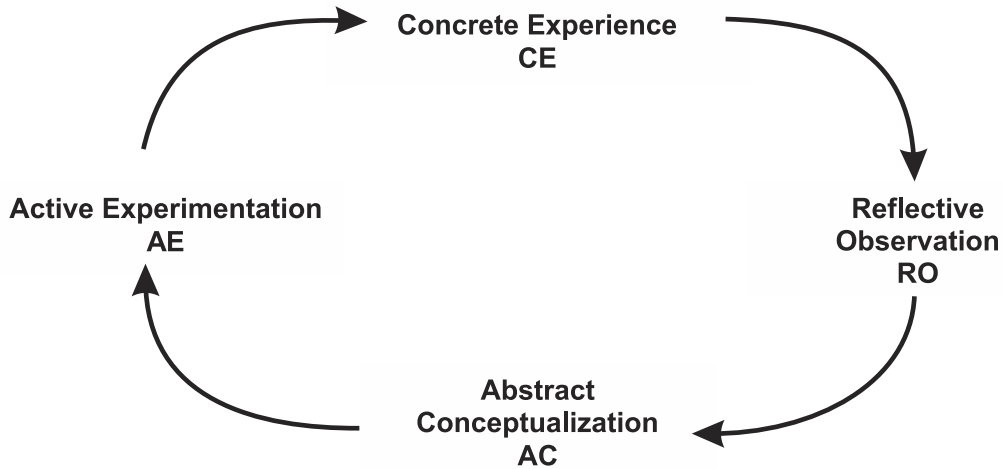 Concrete Experience
CE
Active Experimentation
AE
Reflective
Observation
RO
Abstract
Conceptualization
AC